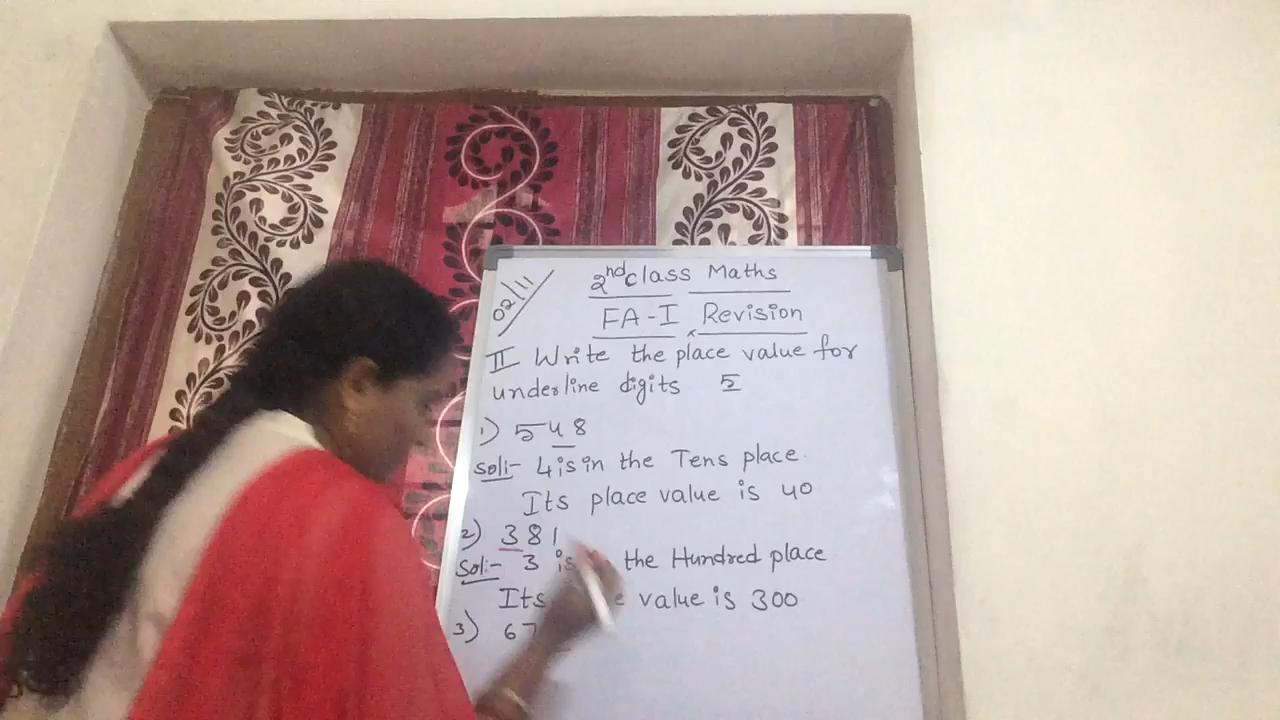 02/11
2nd class Maths
FA-I Revision
II Write the place value for
underline digits 5
1) 548
Sol:- 4 is in the Tens place
Its place value is 40
2) 381
Sol:- 3 is the Hundred place
Its value is 300
3) 67